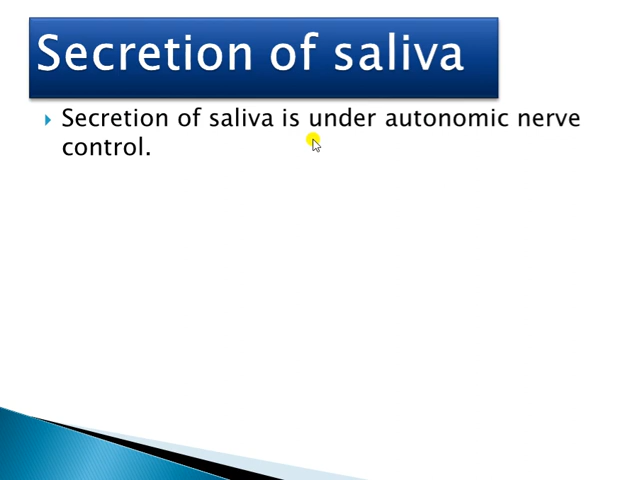 Secretion of saliva
Secretion of saliva is under autonomic nerve
control.